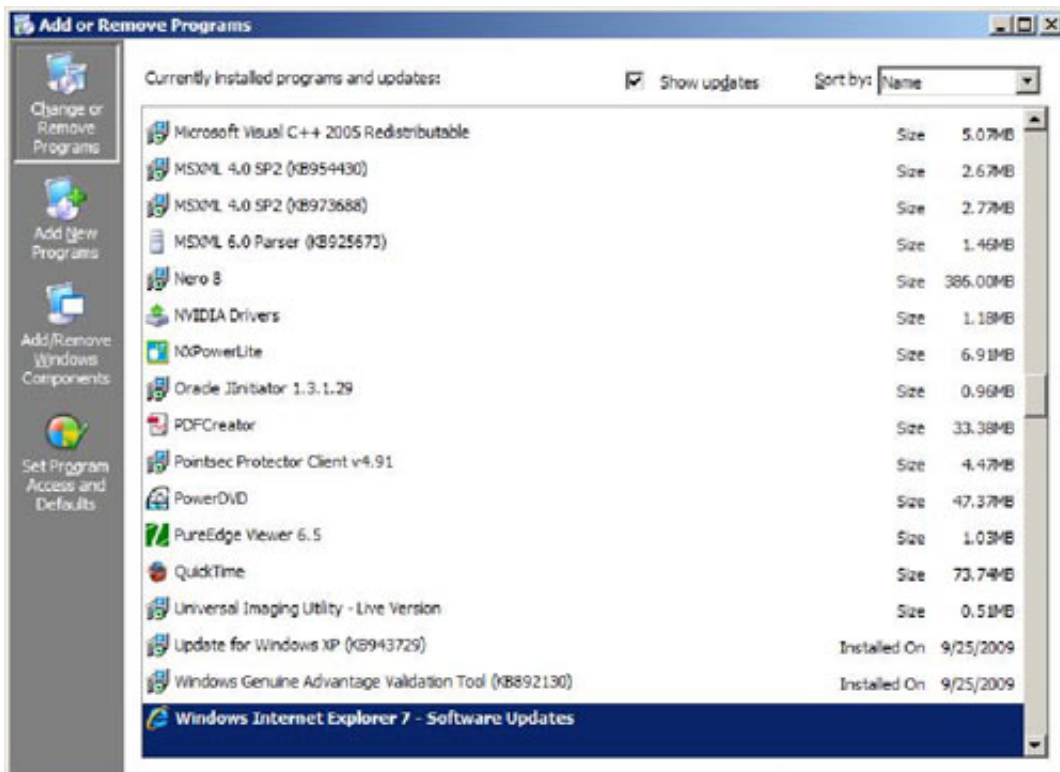 Add or Remove Programs
Change or
Remove
Programs
Add New
Programs
Add/Remove
Windows
Components
Set Program
Access and
Defaults
Currently installed programs and updates:
Show updates
Sort by: Name
Microsoft Visual C++ 2005 Redistributable Size 5.07MB
MSXML 4.0 SP2 (KB954430) Size 2.67MB
MSXML 4.0 SP2 (KB973688) Size 2.77MB
MSXML 6.0 Parser (KB925673) Size 1.46MB
Nero 8 Size 386.00MB
NVIDIA Drivers Size 1.18MB
NXPowerLite Size 6.91MB
Oracle JInitiator 1.3.1.29 Size 0.96MB
PDFCreator Size 33.38MB
Pointsec Protector Client v4.91 Size 4.47MB
PowerDVD Size 47.37MB
PureEdge Viewer 6.5 Size 1.03MB
QuickTime Size 73.74MB
Universal Imaging Utility - Live Version Size 0.51MB
Update for Windows XP (KB943729) Installed On 9/25/2009
Windows Genuine Advantage Validation Tool (KB892130) Installed On 9/25/2009
Windows Internet Explorer 7 - Software Updates